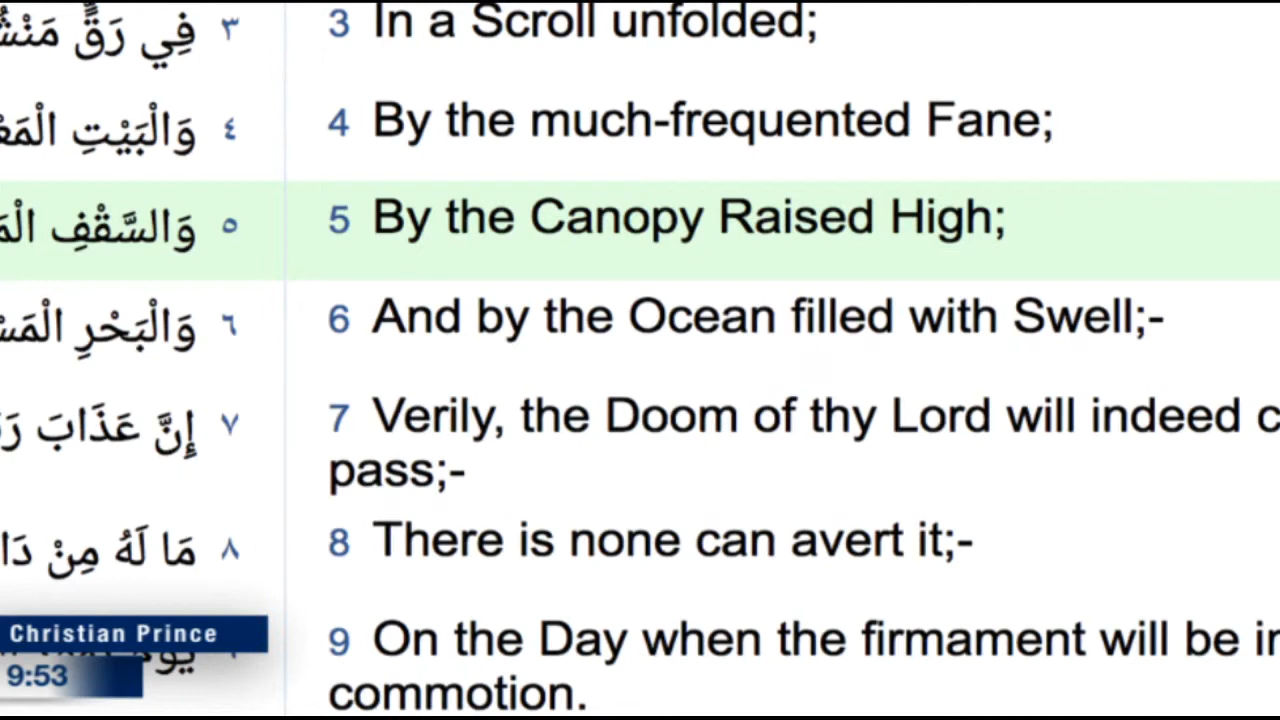 فِي رَقٍّ ٣ 3 In a Scroll unfolded;
وَالْبَيْتِ ٤ 4 By the much-frequented Fane;
وَالسَّقْفِ ٥ 5 By the Canopy Raised High;
وَالْبَحْرِ ٦ 6 And by the Ocean filled with Swell;-
إِنَّ عَذَابَ ٧ 7 Verily, the Doom of thy Lord will indeed
pass;-
مَا لَهُ مِنْ ٨ 8 There is none can avert it;-
9 On the Day when the firmament will be
commotion.
Christian Prince
9:53